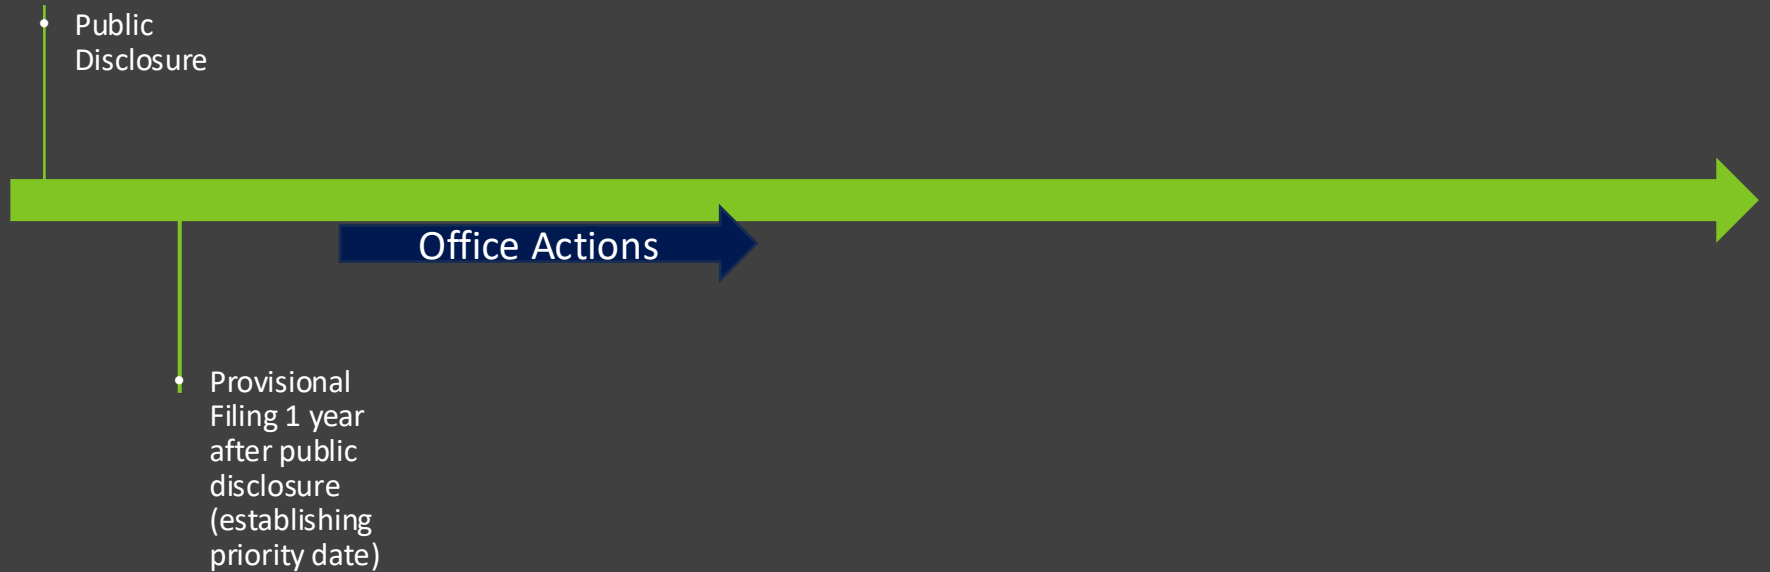 Public
Disclosure
Office Actions
Provisional
Filing 1 year
after public
disclosure
(establishing
priority date)